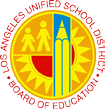 LOS ANGELES UNIFIED SCHOOL DISTRICT
BOARD OF EDUCATION